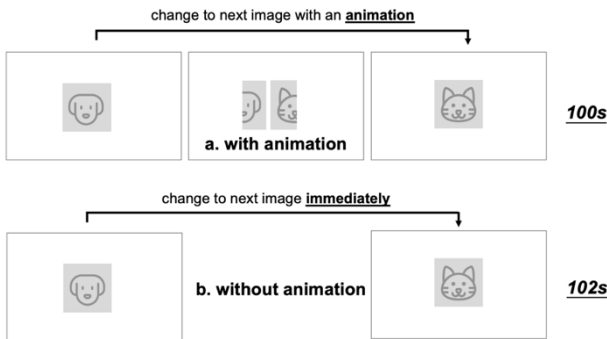 change to next image with an animation
100s
a. with animation
change to next image immediately
b. without animation
102s